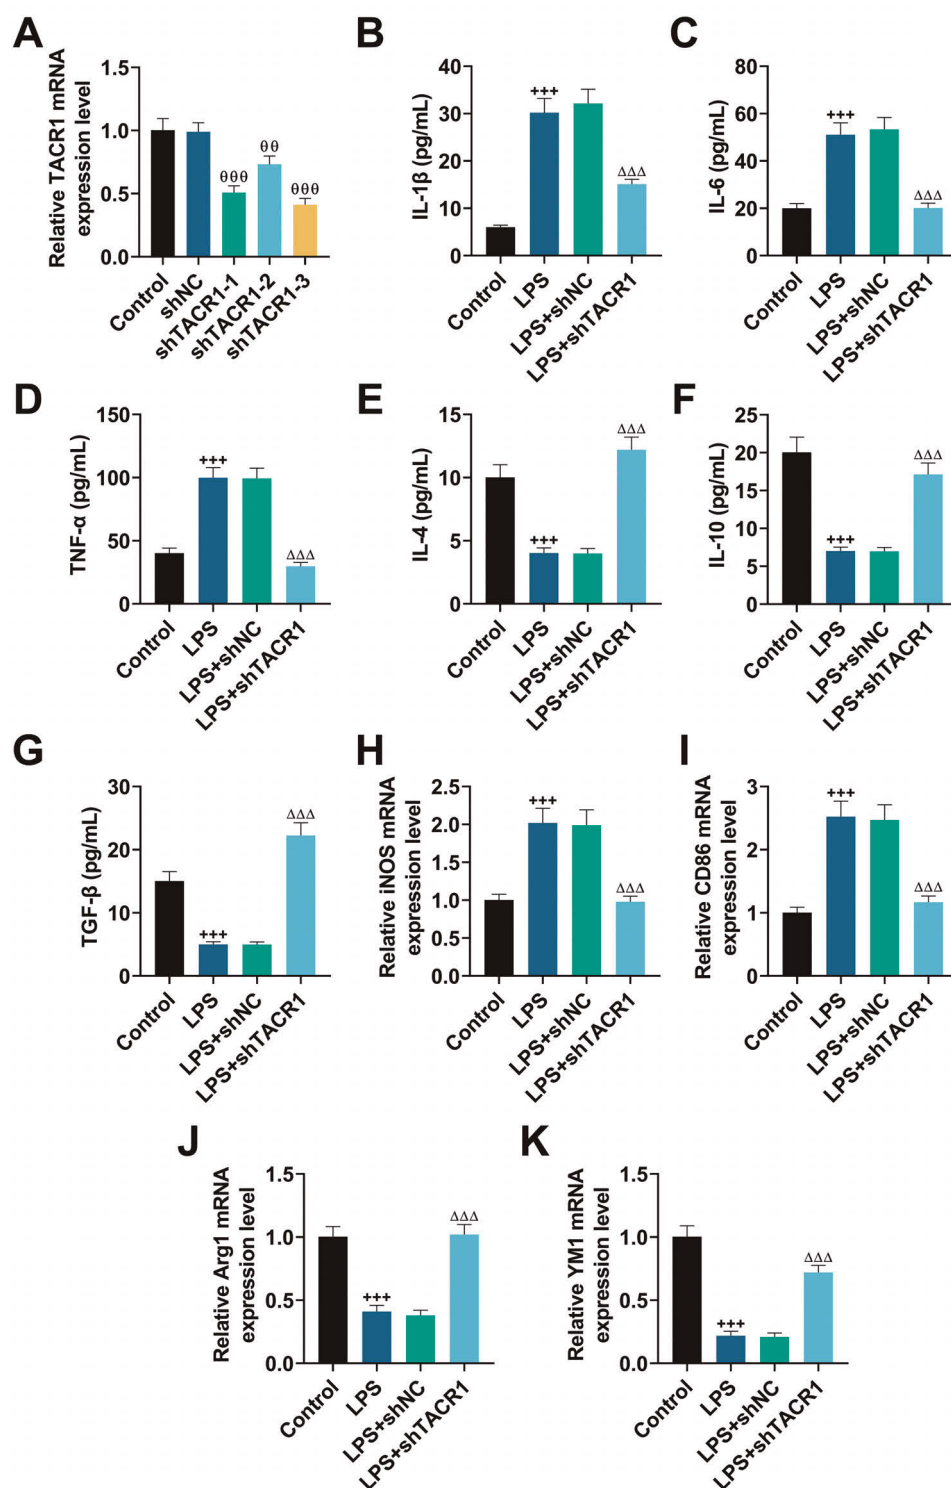 A
Relative TACR1 mRNA
expression level
1.5
1.0
0.5
0.0
θθθ
θθ
θθθ
Control
shNC
shTACR1-1
shTACR1-2
shTACR1-3
B
IL-1β (pg/mL)
40
30
20
10
0
+++
ΔΔΔ
Control
LPS
LPS+shNC
LPS+shTACR1
C
IL-6 (pg/mL)
80
60
40
20
0
+++
ΔΔΔ
Control
LPS
LPS+shNC
LPS+shTACR1
D
TNF-α (pg/mL)
150
100
50
0
+++
ΔΔΔ
Control
LPS
LPS+shNC
LPS+shTACR1
E
IL-4 (pg/mL)
15
10
5
0
+++
ΔΔΔ
Control
LPS
LPS+shNC
LPS+shTACR1
F
IL-10 (pg/mL)
25
20
15
10
5
0
+++
ΔΔΔ
Control
LPS
LPS+shNC
LPS+shTACR1
G
TGF-β (pg/mL)
30
20
10
0
+++
ΔΔΔ
Control
LPS
LPS+shNC
LPS+shTACR1
H
Relative iNOS mRNA
expression level
2.5
2.0
1.5
1.0
0.5
0.0
+++
ΔΔΔ
Control
LPS
LPS+shNC
LPS+shTACR1
I
Relative CD86 mRNA
expression level
3
2
1
0
+++
ΔΔΔ
Control
LPS
LPS+shNC
LPS+shTACR1
J
Relative Arg1 mRNA
expression level
1.5
1.0
0.5
0.0
+++
ΔΔΔ
Control
LPS
LPS+shNC
LPS+shTACR1
K
Relative YM1 mRNA
expression level
1.5
1.0
0.5
0.0
+++
ΔΔΔ
Control
LPS
LPS+shNC
LPS+shTACR1